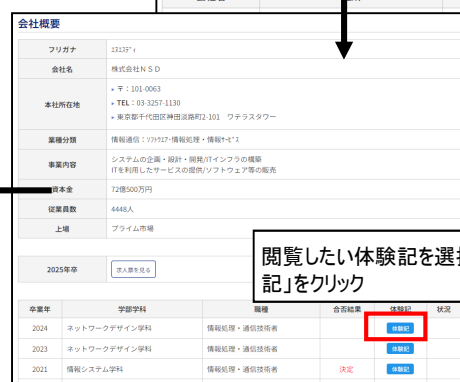 会社概要
フリガナ ｴﾇｴｽﾃﾞｨ
会社名 株式会社ＮＳＤ
本社所在地
▸ 〒：101-0063
▸ TEL：03-3257-1130
▸ 東京都千代田区神田淡路町2-101　ワテラスタワー
業種分類 情報通信：ｿﾌﾄｳｴｱ･情報処理・情報ｻｰﾋﾞｽ
事業内容
システムの企画・設計・開発/ITインフラの構築
ITを利用したサービスの提供/ソフトウェア等の販売
資本金 72億500万円
従業員数 4448人
上場 プライム市場
閲覧したい体験記を選
記」をクリック
2025年卒 求人票を見る
卒業年 学部学科 職種 合否結果 体験記 状況
2024 ネットワークデザイン学科 情報処理・通信技術者 体験記
2023 ネットワークデザイン学科 情報処理・通信技術者 体験記
2021 情報システム学科 情報処理・通信技術者 決定 体験記